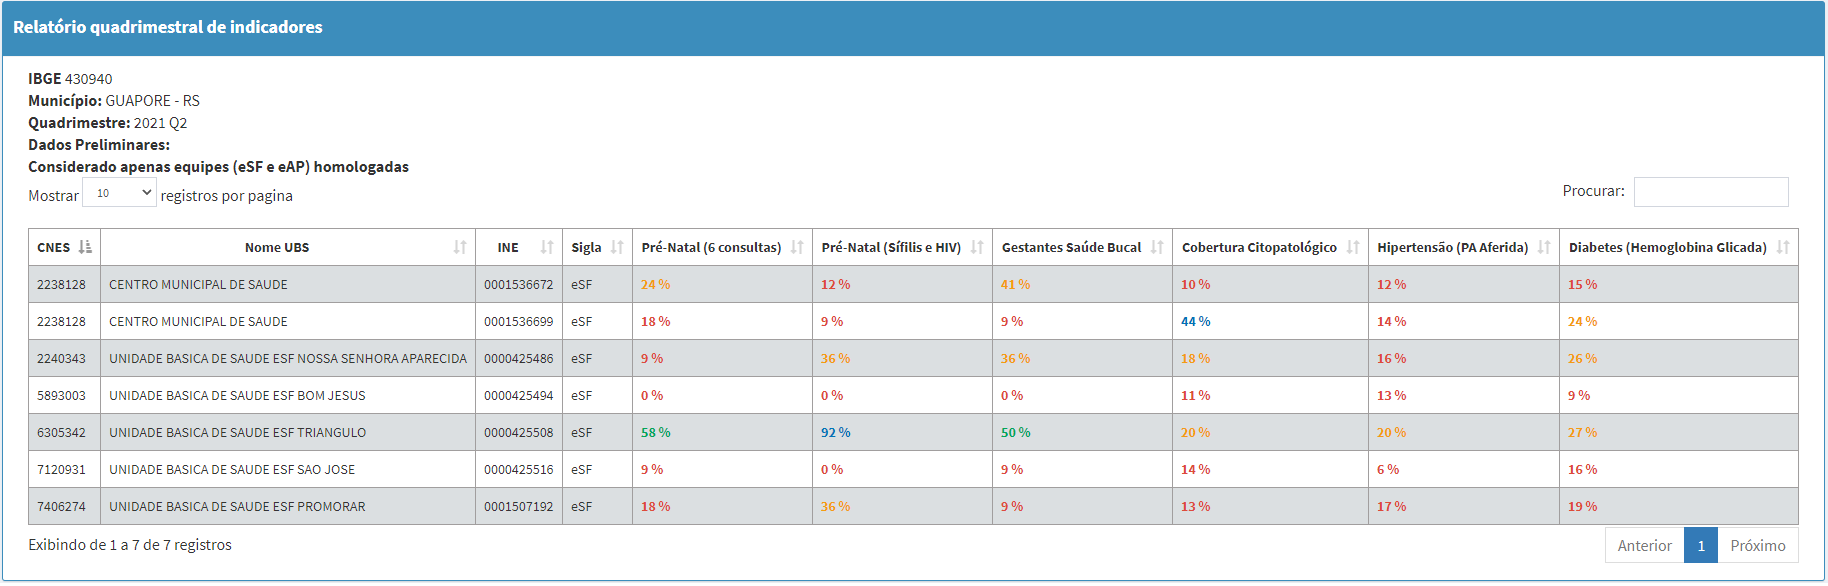 Relatório quadrimestral de indicadores
IBGE 430940
Município: GUAPORE - RS
Quadrimestre: 2021 Q2
Dados Preliminares:
Considerado apenas equipes (eSF e eAP) homologadas
Mostrar 10 registros por pagina
Procurar:
CNES Nome UBS INE Sigla Pré-Natal (6 consultas) Pré-Natal (Sífilis e HIV) Gestantes Saúde Bucal Cobertura Citopatológico Hipertensão (PA Aferida) Diabetes (Hemoglobina Glicada)
2238128 CENTRO MUNICIPAL DE SAUDE 0001536672 eSF 24 % 12 % 41 % 10 % 12 % 15 %
2238128 CENTRO MUNICIPAL DE SAUDE 0001536699 eSF 18 % 9 % 9 % 44 % 14 % 24 %
2240343 UNIDADE BASICA DE SAUDE ESF NOSSA SENHORA APARECIDA 0000425486 eSF 9 % 36 % 36 % 18 % 16 % 26 %
5893003 UNIDADE BASICA DE SAUDE ESF BOM JESUS 0000425494 eSF 0 % 0 % 0 % 11 % 13 % 9 %
6305342 UNIDADE BASICA DE SAUDE ESF TRIANGULO 0000425508 eSF 58 % 92 % 50 % 20 % 20 % 27 %
7120931 UNIDADE BASICA DE SAUDE ESF SAO JOSE 0000425516 eSF 9 % 0 % 9 % 14 % 6 % 16 %
7406274 UNIDADE BASICA DE SAUDE ESF PROMORAR 0001507192 eSF 18 % 36 % 9 % 13 % 17 % 19 %
Exibindo de 1 a 7 de 7 registros
Anterior 1 Próximo